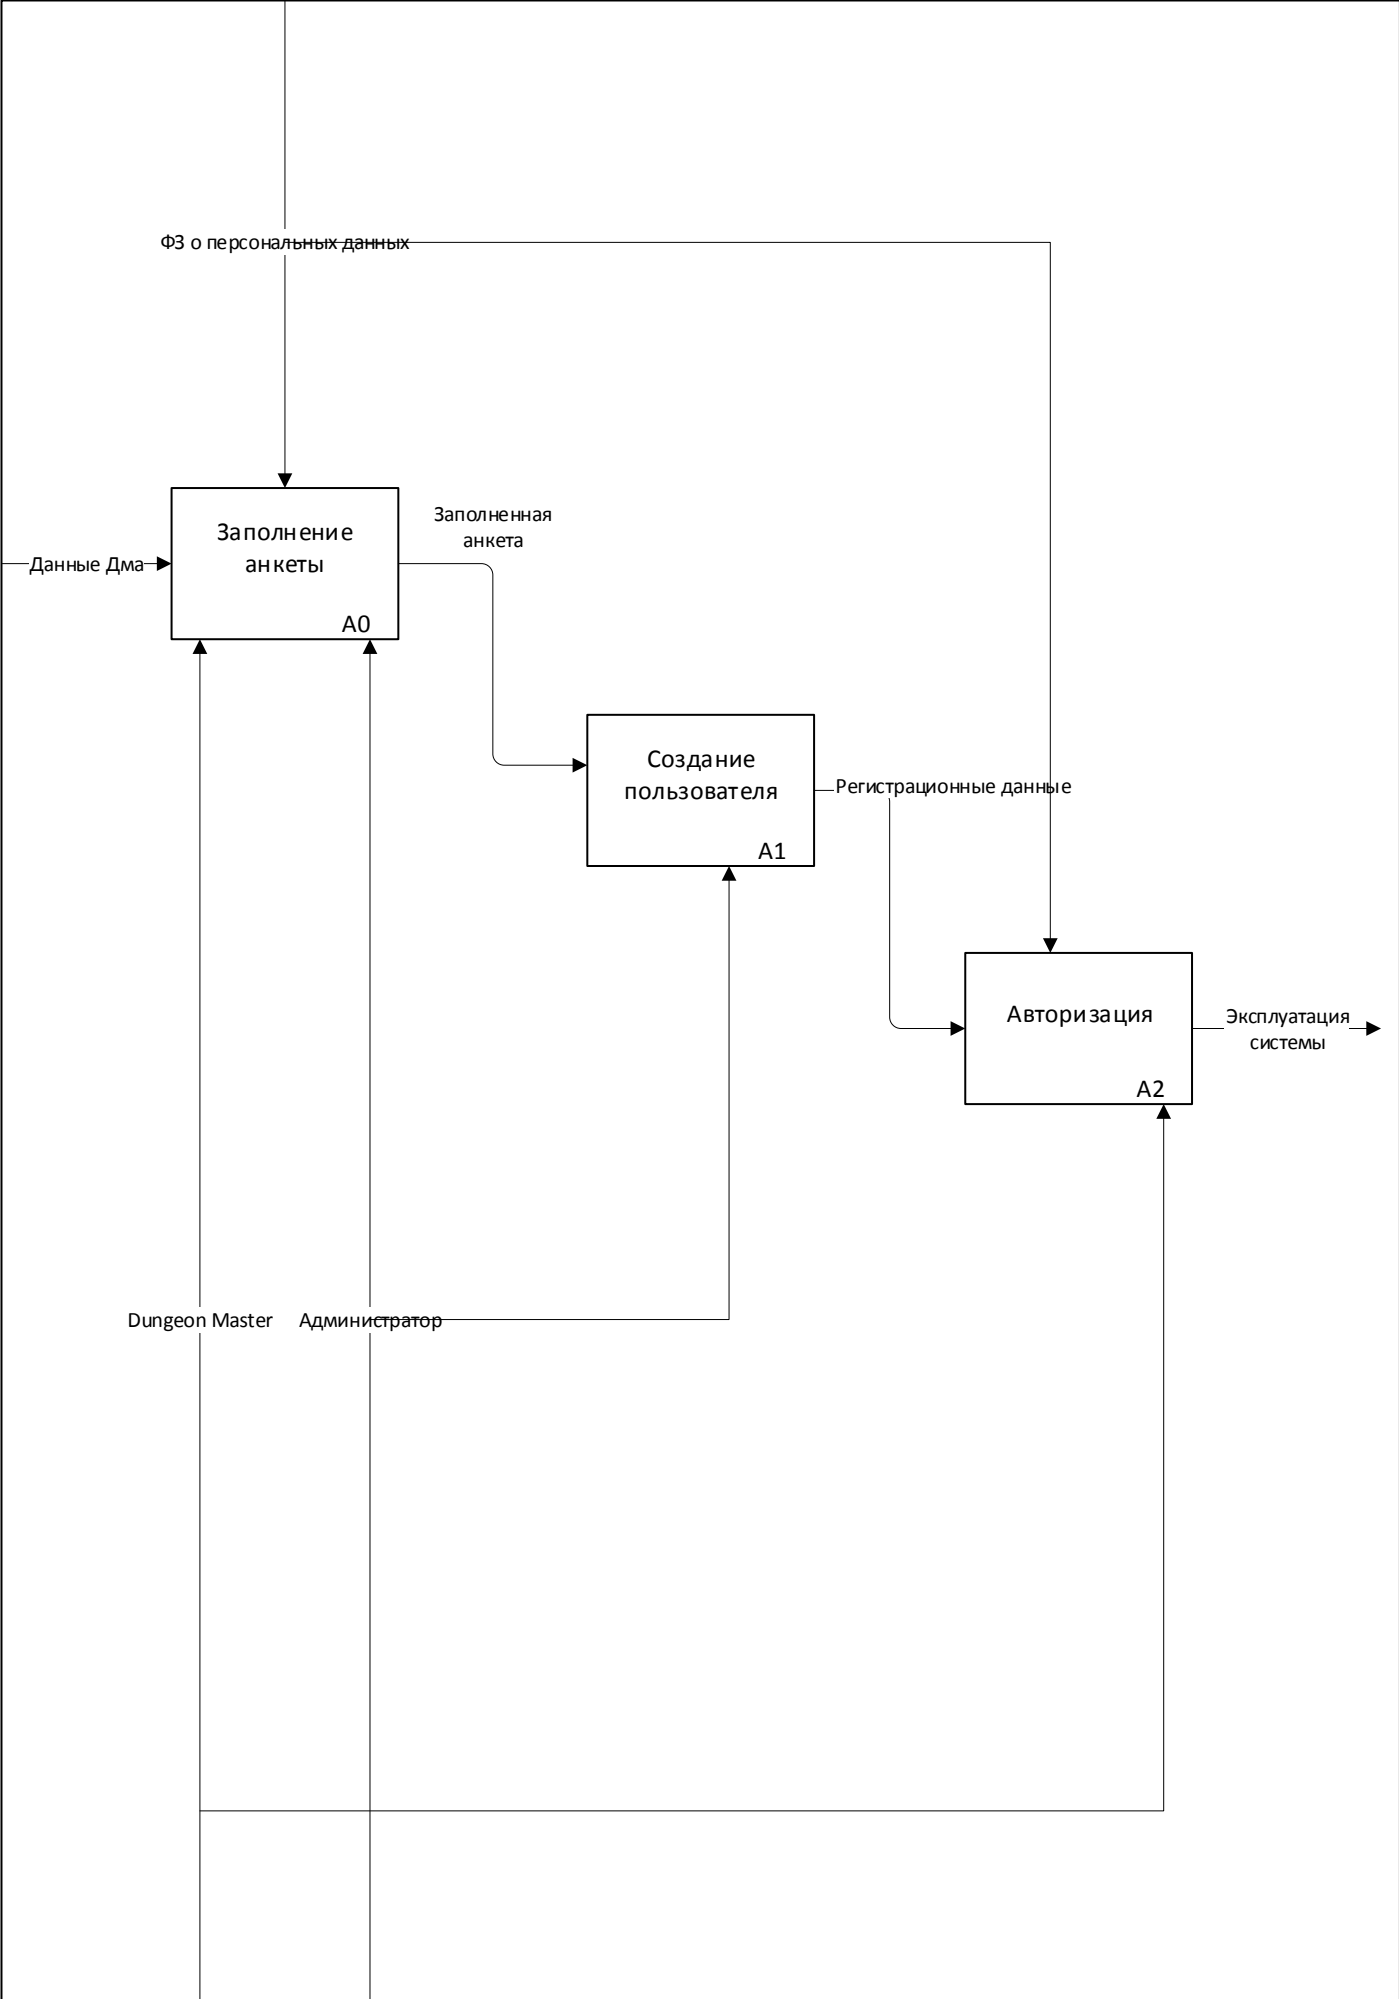 ФЗ о персональных данных
Заполнение
анкеты
А0
Данные Дма
Заполненная
анкета
Создание
пользователя
А1
Регистрационные данные
Авторизация
А2
Эксплуатация
системы
Dungeon Master
Администратор